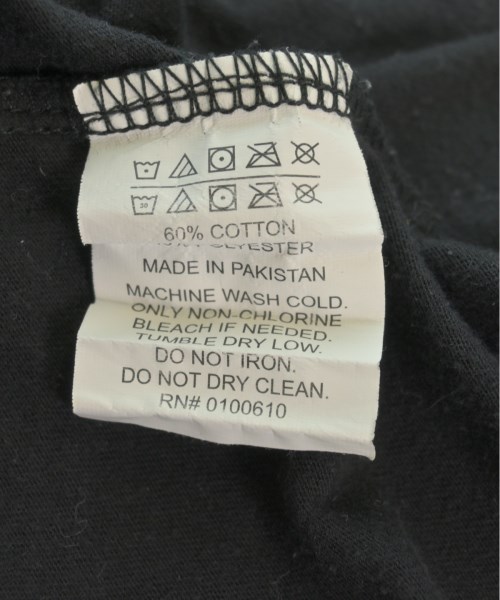 60% COTTON
POLYESTER
MADE IN PAKISTAN
MACHINE WASH COLD.
ONLY NON-CHLORINE
BLEACH IF NEEDED.
TUMBLE DRY LOW.
DO NOT IRON.
DO NOT DRY CLEAN.
RN# 0100610